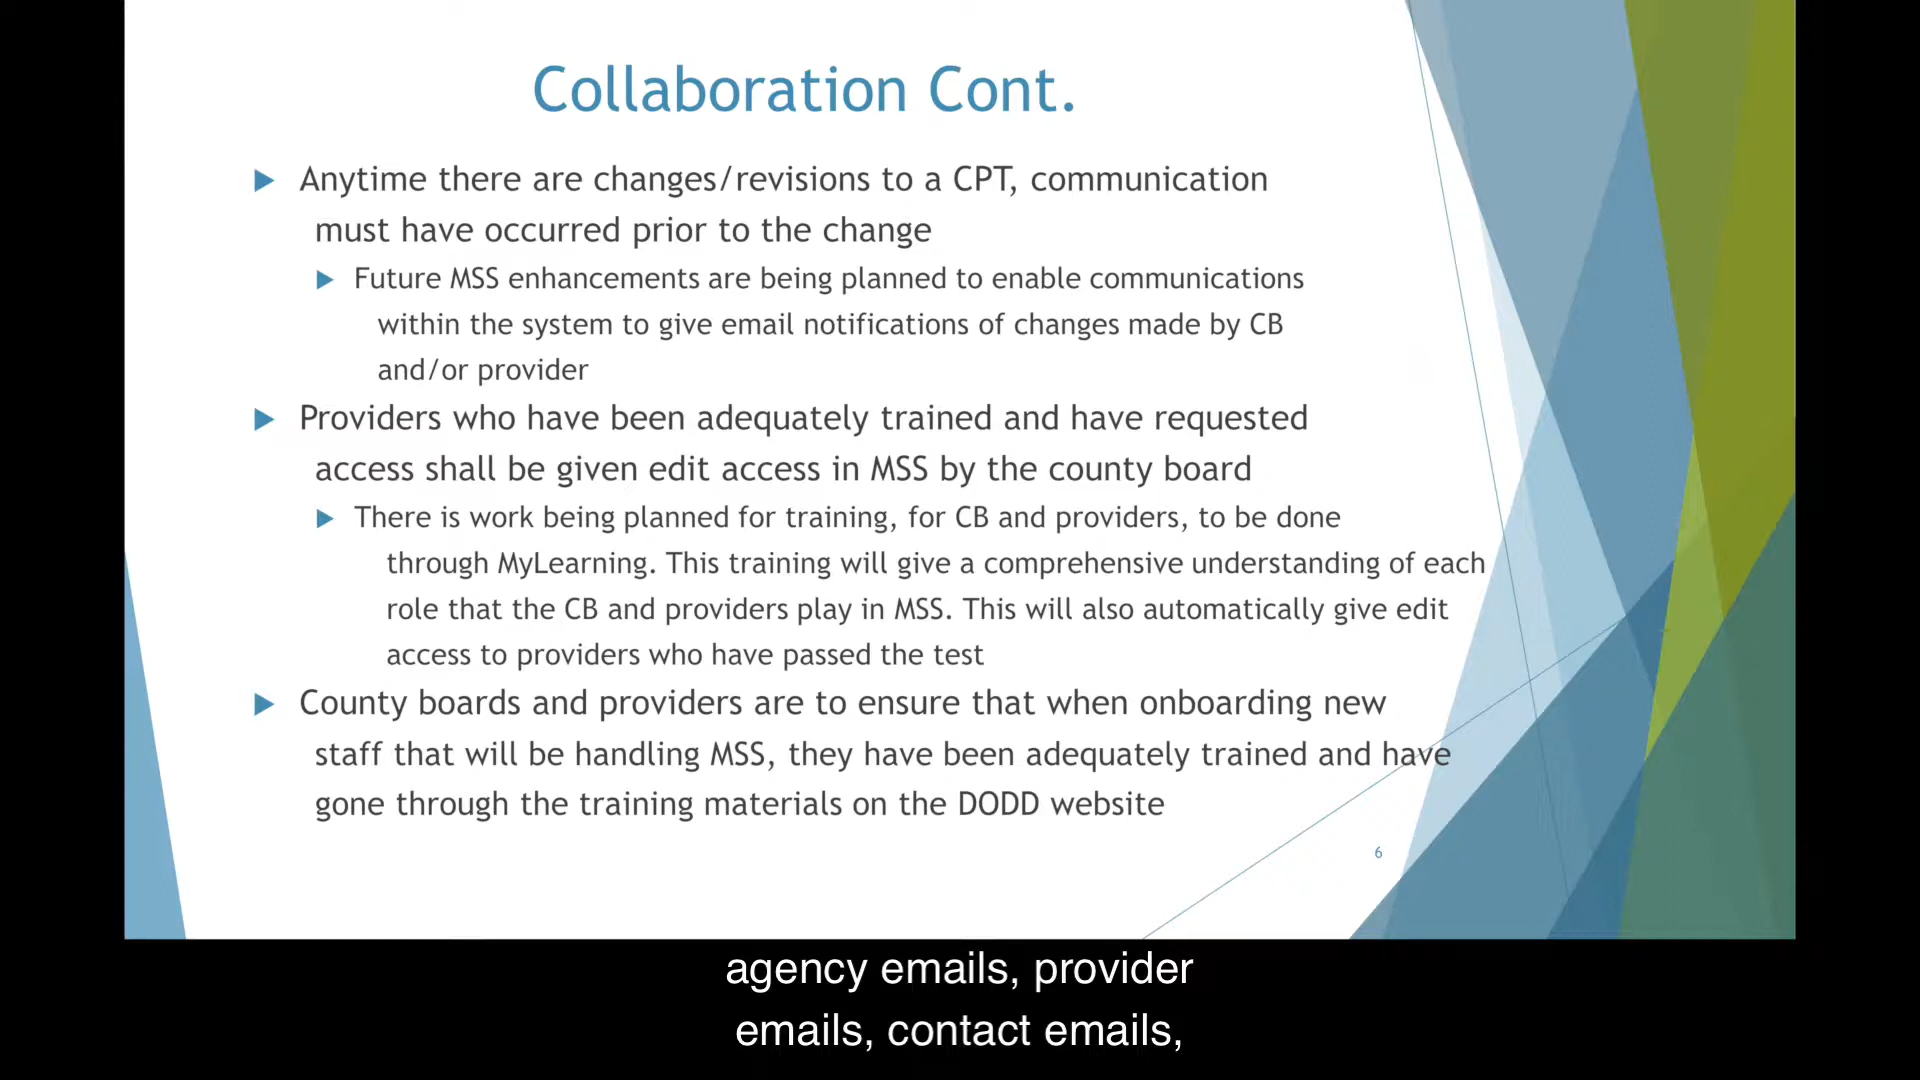 Collaboration Cont.
Anytime there are changes/revisions to a CPT, communication
must have occurred prior to the change
Future MSS enhancements are being planned to enable communications
within the system to give email notifications of changes made by CB
and/or provider
Providers who have been adequately trained and have requested
access shall be given edit access in MSS by the county board
There is work being planned for training, for CB and providers, to be done
through MyLearning. This training will give a comprehensive understanding of each
role that the CB and providers play in MSS. This will also automatically give edit
access to providers who have passed the test
County boards and providers are to ensure that when onboarding new
staff that will be handling MSS, they have been adequately trained and have
gone through the training materials on the DODD website
6
agency emails, provider
emails, contact emails,